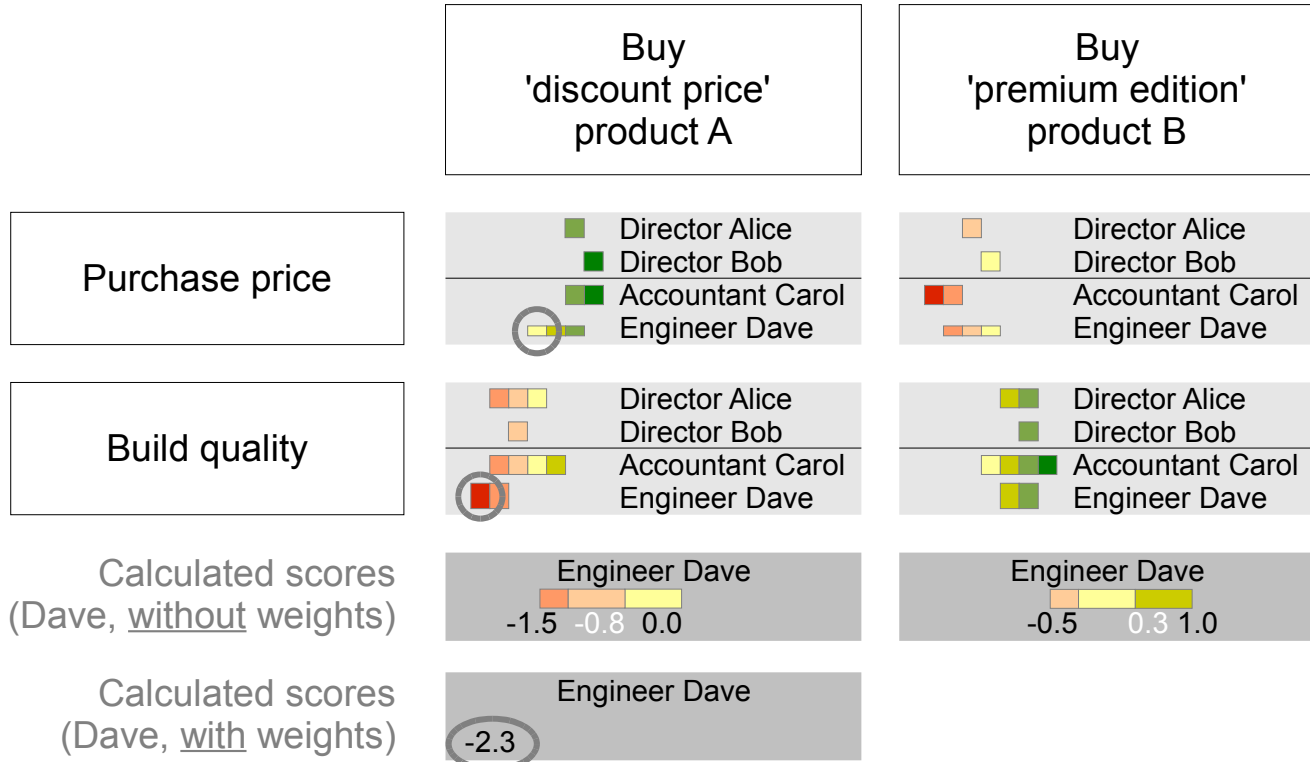 Buy
'discount price'
product A
Buy
'premium edition'
product B
Purchase price
Director Alice
Director Bob
Accountant Carol
Engineer Dave
Director Alice
Director Bob
Accountant Carol
Engineer Dave
Build quality
Director Alice
Director Bob
Accountant Carol
Engineer Dave
Director Alice
Director Bob
Accountant Carol
Engineer Dave
Calculated scores
(Dave, without weights)
Engineer Dave
-1.5 -0.8 0.0
Engineer Dave
-0.5 0.3 1.0
Calculated scores
(Dave, with weights)
Engineer Dave
-2.3